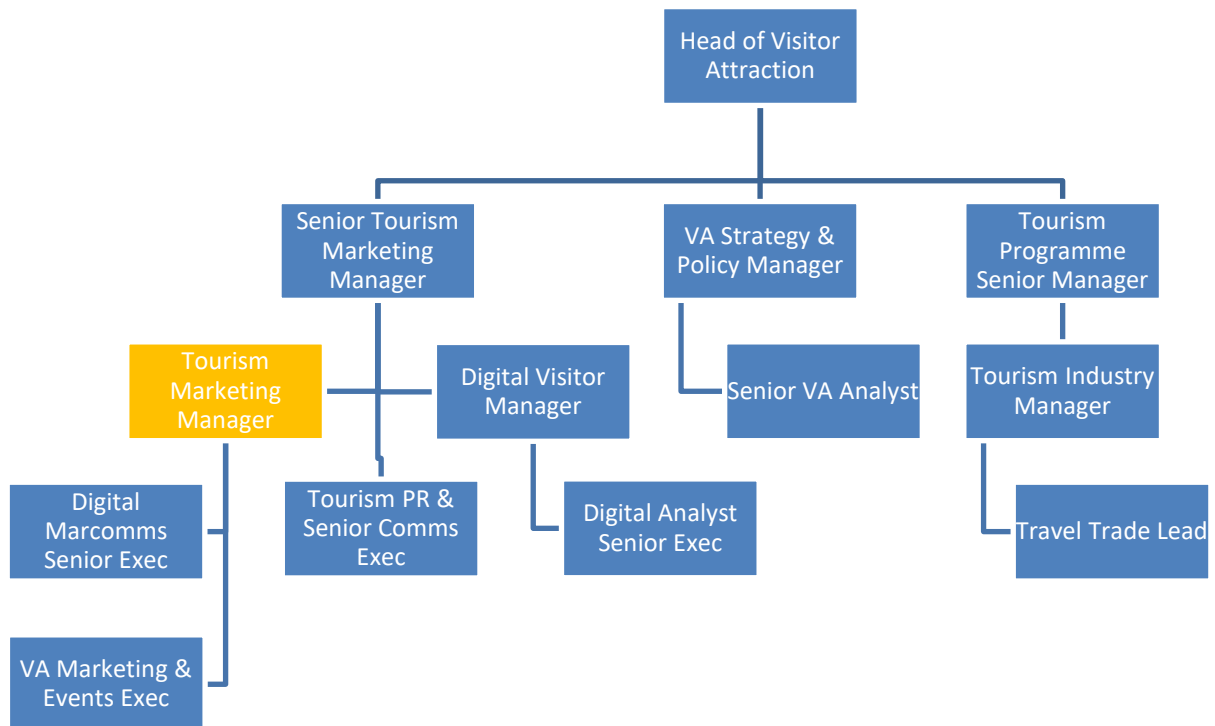 Head of Visitor
Attraction
Senior Tourism
Marketing
Manager
VA Strategy &
Policy Manager
Tourism
Programme
Senior Manager
Tourism
Marketing
Manager
Digital Visitor
Manager
Senior VA Analyst
Tourism Industry
Manager
Digital
Marcomms
Senior Exec
Tourism PR &
Senior Comms
Exec
Digital Analyst
Senior Exec
Travel Trade Lead
VA Marketing &
Events Exec